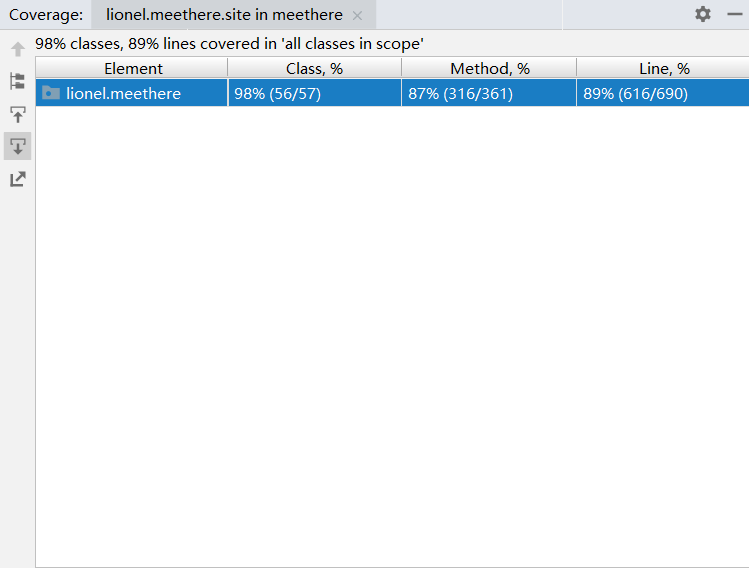 Coverage: lionel.meethere.site in meethere
98% classes, 89% lines covered in 'all classes in scope'
Element Class, % Method, % Line, %
lionel.meethere 98% (56/57) 87% (316/361) 89% (616/690)